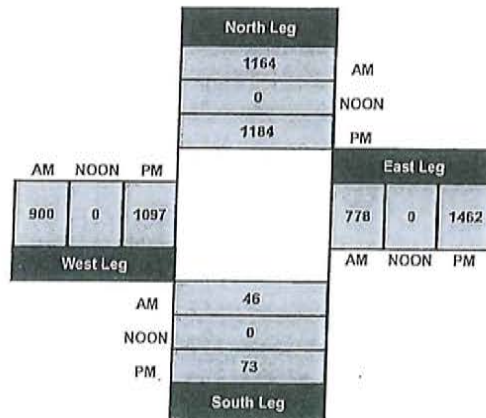 North Leg
1164 AM
0 NOON
1184 PM
AM NOON PM
East Leg
900 0 1097
778 0 1462
West Leg
AM NOON PM
AM 46
NOON 0
PM 73
South Leg